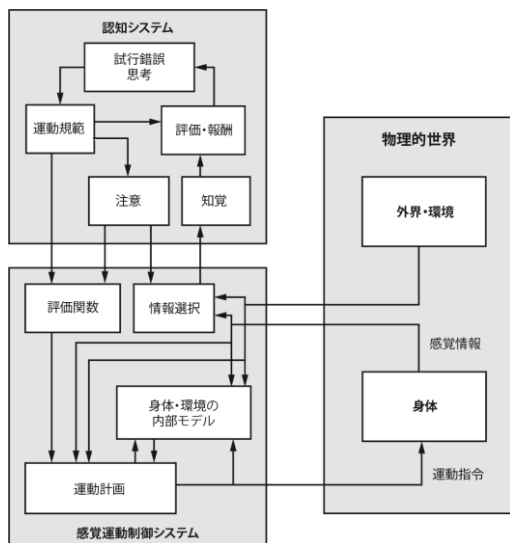 認知システム
試行錯誤
思考
運動規範
評価・報酬
注意
知覚
物理的世界
外界・環境
評価関数
情報選択
感覚情報
身体・環境の
内部モデル
身体
運動計画
運動指令
感覚運動制御システム